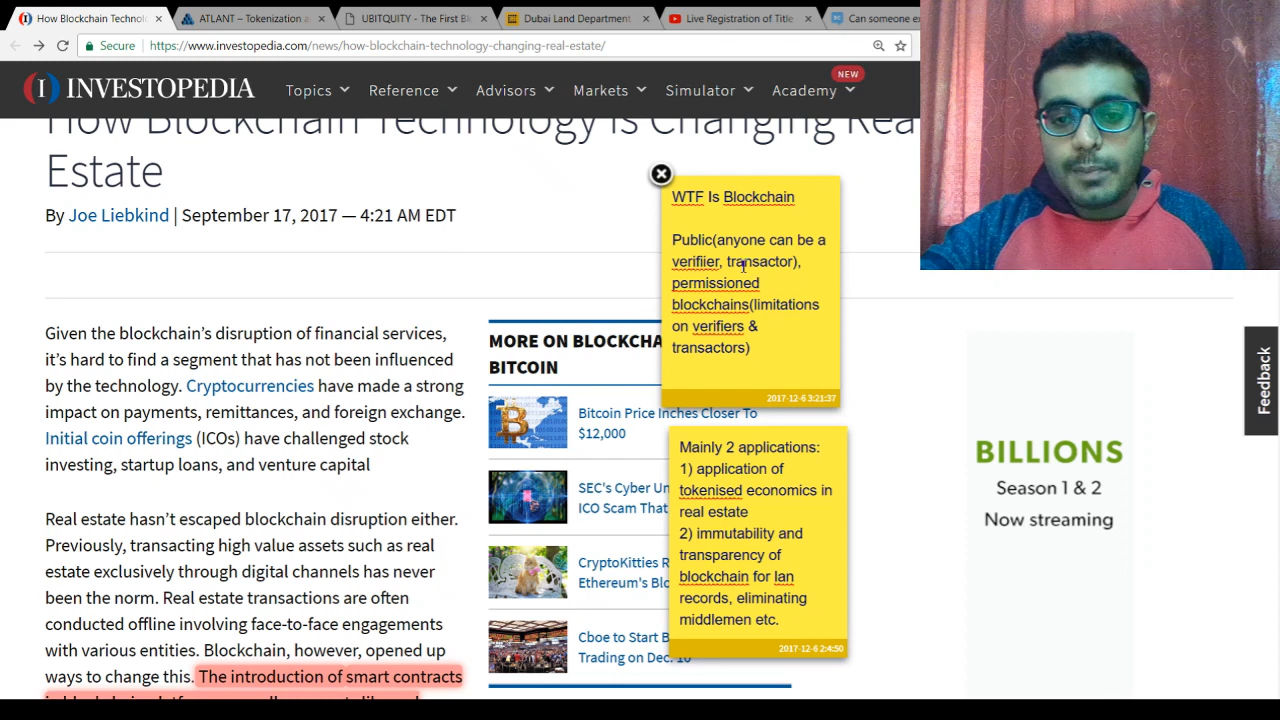 How Blockchain Technolo
ATLANT – Tokenization a
UBITQUITY - The First Bl
Dubai Land Department
Live Registration of Title
Can someone ex
Secure
https://www.investopedia.com/news/how-blockchain-technology-changing-real-estate/
INVESTOPEDIA
Topics
Reference
Advisors
Markets
Simulator
Academy
NEW
How Blockchain Technology Is Changing Real
Estate
By Joe Liebkind | September 17, 2017 — 4:21 AM EDT
Given the blockchain's disruption of financial services,
it's hard to find a segment that has not been influenced
by the technology. Cryptocurrencies have made a strong
impact on payments, remittances, and foreign exchange.
Initial coin offerings (ICOs) have challenged stock
investing, startup loans, and venture capital
Real estate hasn't escaped blockchain disruption either.
Previously, transacting high value assets such as real
estate exclusively through digital channels has never
been the norm. Real estate transactions are often
conducted offline involving face-to-face engagements
with various entities. Blockchain, however, opened up
ways to change this. The introduction of smart contracts
MORE ON BLOCKCHA
BITCOIN
Bitcoin Price Inches Closer To
$12,000
SEC's Cyber Un
ICO Scam That
CryptoKitties R
Ethereum's Blo
Cboe to Start B
Trading on Dec. 10
WTF Is Blockchain
Public(anyone can be a
verifiier, transactor),
permissioned
blockchains(limitations
on verifiers &
transactors)
2017-12-6 3:21:37
Mainly 2 applications:
1) application of
tokenised economics in
real estate
2) immutability and
transparency of
blockchain for lan
records, eliminating
middlemen etc.
2017-12-6 2:4:50
BILLIONS
Season 1 & 2
Now streaming
Feedback